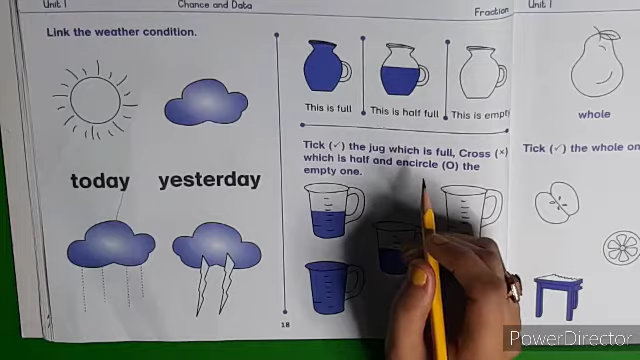 Unit 1
Chance and Data
Fraction
Unit 1
Link the weather condition.
today yesterday
This is full
This is half full
This is empty
Tick (✓) the jug which is full, Cross (×)
which is half and encircle (O) the
empty one.
18
whole
Tick (✓) the whole on
PowerDirector